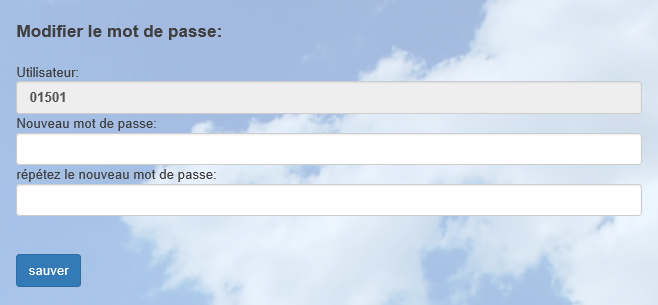 Modifier le mot de passe:
Utilisateur:
01501
Nouveau mot de passe:
répétez le nouveau mot de passe:
sauver